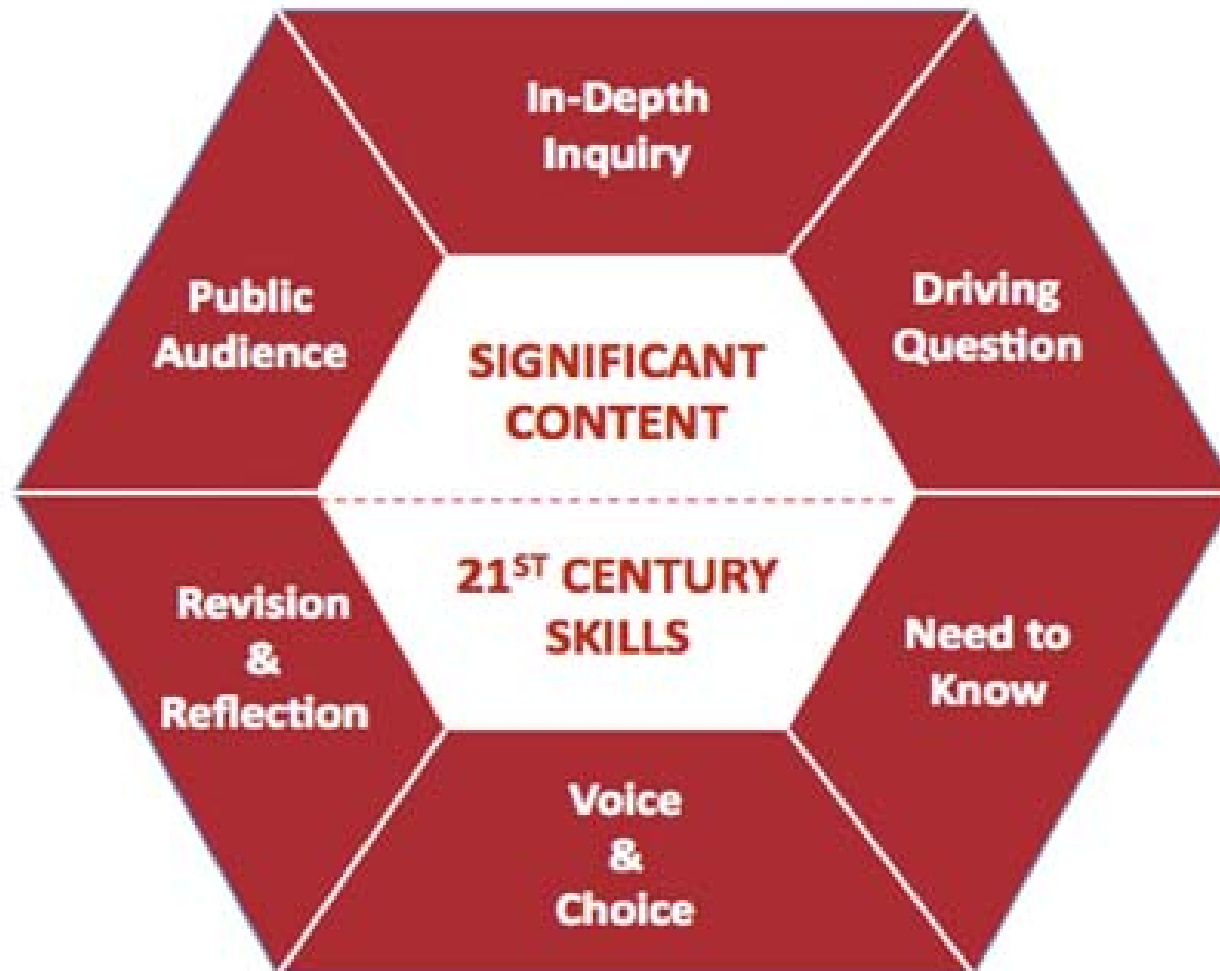 In-Depth
Inquiry
Driving
Question
Need to
Know
Voice
&
Choice
Revision
&
Reflection
Public
Audience
SIGNIFICANT
CONTENT
21ST CENTURY
SKILLS